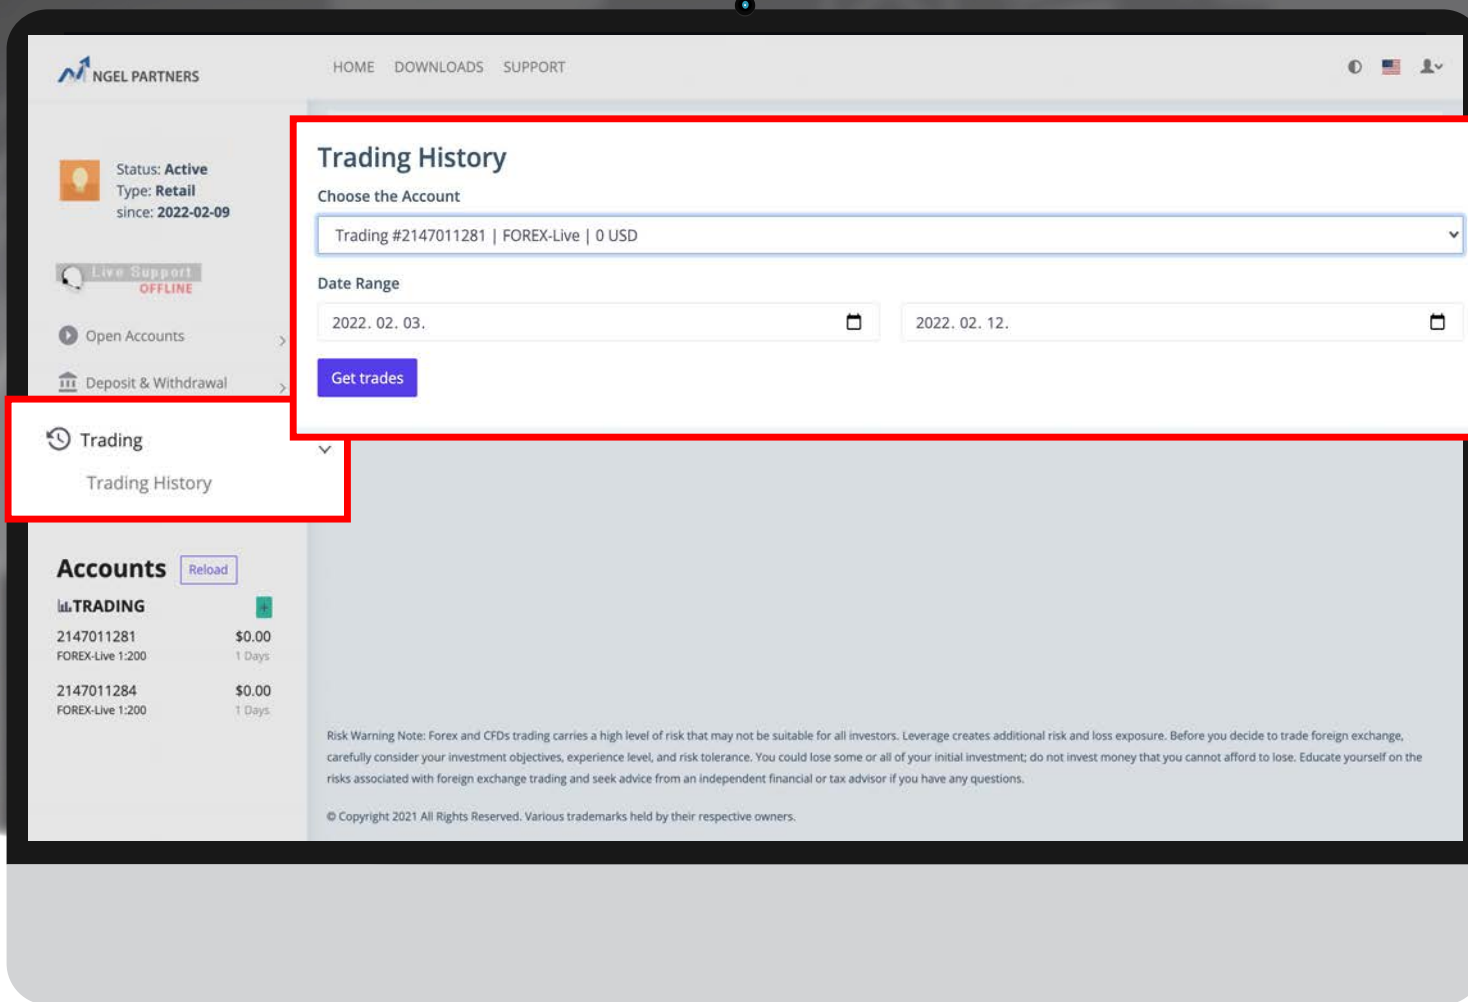 NGEL PARTNERS
HOME DOWNLOADS SUPPORT
Status: Active
Type: Retail
since: 2022-02-09
Live Support
OFFLINE
Open Accounts
Deposit & Withdrawal
Trading
Trading History
Accounts Reload
TRADING +
2147011281 $0.00
FOREX-Live 1:200 1 Days
2147011284 $0.00
FOREX-Live 1:200 1 Days
Trading History
Choose the Account
Trading #2147011281 | FOREX-Live | 0 USD
Date Range
2022. 02. 03. 2022. 02. 12.
Get trades
Risk Warning Note: Forex and CFDs trading carries a high level of risk that may not be suitable for all investors. Leverage creates additional risk and loss exposure. Before you decide to trade foreign exchange,
carefully consider your investment objectives, experience level, and risk tolerance. You could lose some or all of your initial investment; do not invest money that you cannot afford to lose. Educate yourself on the
risks associated with foreign exchange trading and seek advice from an independent financial or tax advisor if you have any questions.
© Copyright 2021 All Rights Reserved. Various trademarks held by their respective owners.